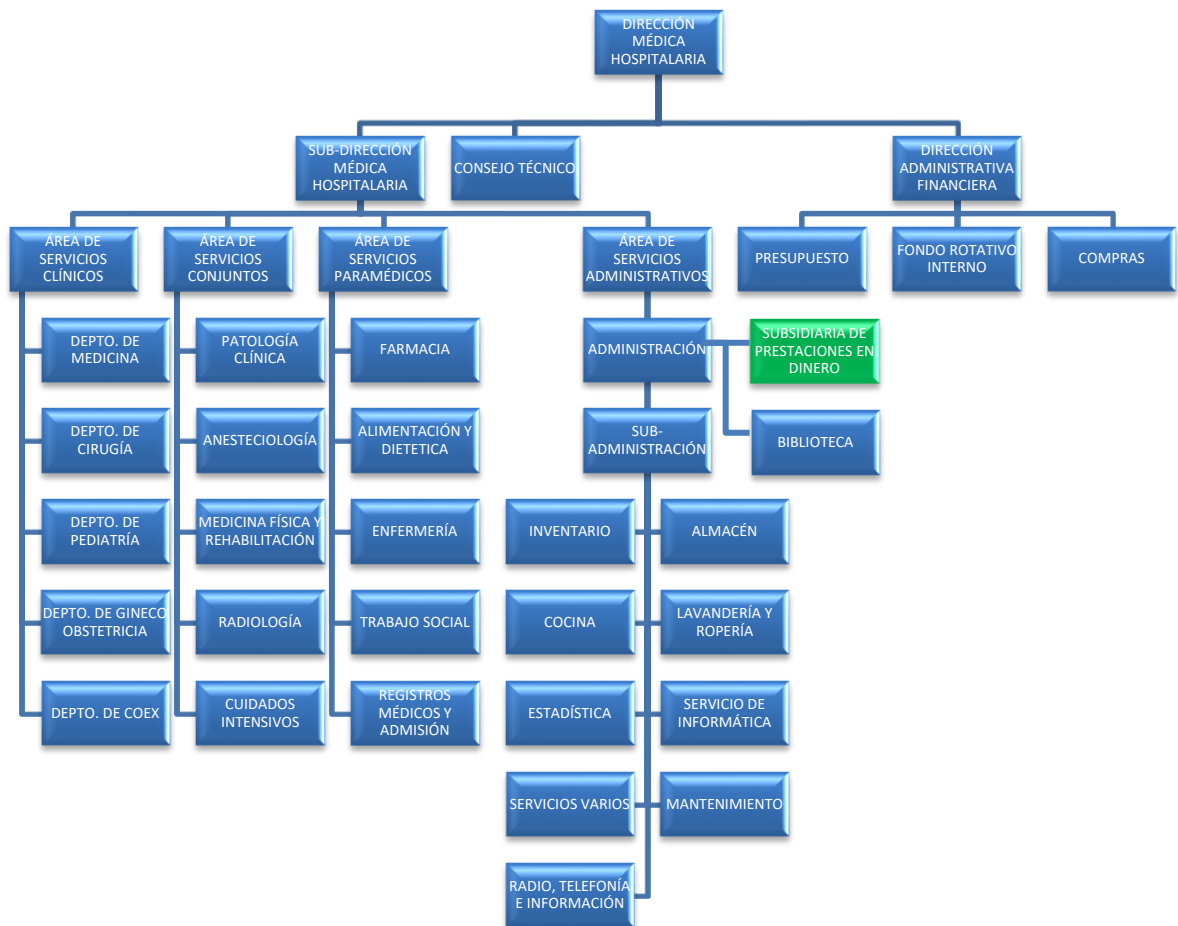 DIRECCIÓN
MÉDICA
HOSPITALARIA
SUB-DIRECCIÓN
MÉDICA
HOSPITALARIA
CONSEJO TÉCNICO
DIRECCIÓN
ADMINISTRATIVA
FINANCIERA
ÁREA DE
SERVICIOS
CLÍNICOS
ÁREA DE
SERVICIOS
CONJUNTOS
ÁREA DE
SERVICIOS
PARAMÉDICOS
ÁREA DE
SERVICIOS
ADMINISTRATIVOS
PRESUPUESTO
FONDO ROTATIVO
INTERNO
COMPRAS
DEPTO. DE
MEDICINA
PATOLOGÍA
CLÍNICA
FARMACIA
ADMINISTRACIÓN
SUBSIDIARIA DE
PRESTACIONES EN
DINERO
DEPTO. DE
CIRUGÍA
ANESTECIOLOGÍA
ALIMENTACIÓN Y
DIETETICA
SUB-
ADMINISTRACIÓN
BIBLIOTECA
DEPTO. DE
PEDIATRÍA
MEDICINA FÍSICA Y
REHABILITACIÓN
ENFERMERÍA
INVENTARIO
ALMACÉN
DEPTO. DE GINECO
OBSTETRICIA
RADIOLOGÍA
TRABAJO SOCIAL
COCINA
LAVANDERÍA Y
ROPERÍA
DEPTO. DE COEX
CUIDADOS
INTENSIVOS
REGISTROS
MÉDICOS Y
ADMISIÓN
ESTADÍSTICA
SERVICIO DE
INFORMÁTICA
SERVICIOS VARIOS
MANTENIMIENTO
RADIO, TELEFONÍA
E INFORMACIÓN